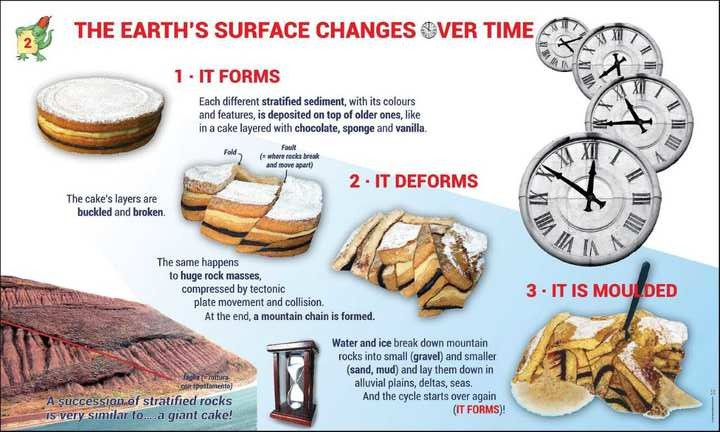 2
THE EARTH'S SURFACE CHANGES OVER TIME
1 · IT FORMS
Each different stratified sediment, with its colours
and features, is deposited on top of older ones, like
in a cake layered with chocolate, sponge and vanilla.
Fold
Fault
(= where rocks break
and move apart)
2 · IT DEFORMS
The cake's layers are
buckled and broken.
The same happens
to huge rock masses,
compressed by tectonic
plate movement and collision.
At the end, a mountain chain is formed.
3 · IT IS MOULDED
Water and ice break down mountain
rocks into small (gravel) and smaller
(sand, mud) and lay them down in
alluvial plains, deltas, seas.
And the cycle starts over again
(IT FORMS)!
faglia (= rottura
con spostamento)
A succession of stratified rocks
is very similar to.....a giant cake!